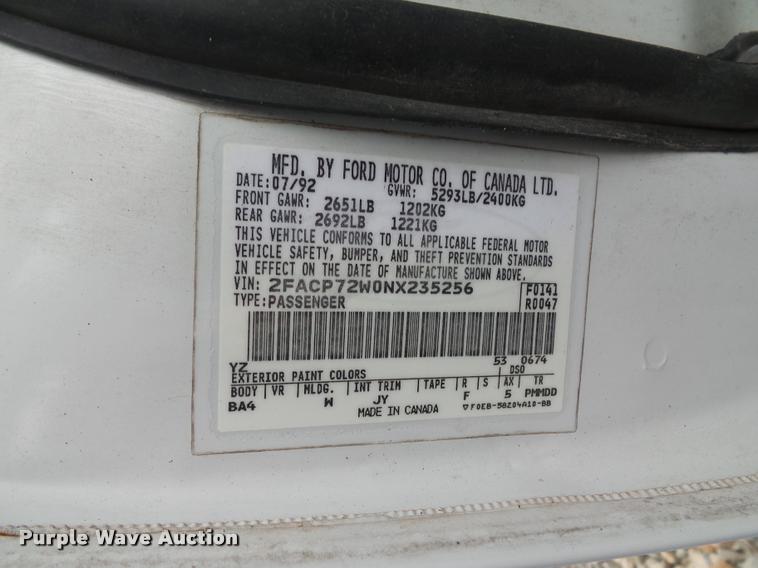 MFD. BY FORD MOTOR CO. OF CANADA LTD.
DATE: 07/92 GVWR: 5293LB/2400KG
FRONT GAWR: 2651LB 1202KG
REAR GAWR: 2692LB 1221KG
THIS VEHICLE CONFORMS TO ALL APPLICABLE FEDERAL MOTOR
VEHICLE SAFETY, BUMPER, AND THEFT PREVENTION STANDARDS
IN EFFECT ON THE DATE OF MANUFACTURE SHOWN ABOVE.
VIN: 2FACP72W0NX235256 F0141
TYPE: PASSENGER R0047
YZ 53 0674
EXTERIOR PAINT COLORS DSO
BODY VR MLDG. INT TRIM TAPE R S AX TR
BA4 W JY F 5 PMMDD
MADE IN CANADA ▽F0EB-58204A10-BB
Purple Wave Auction